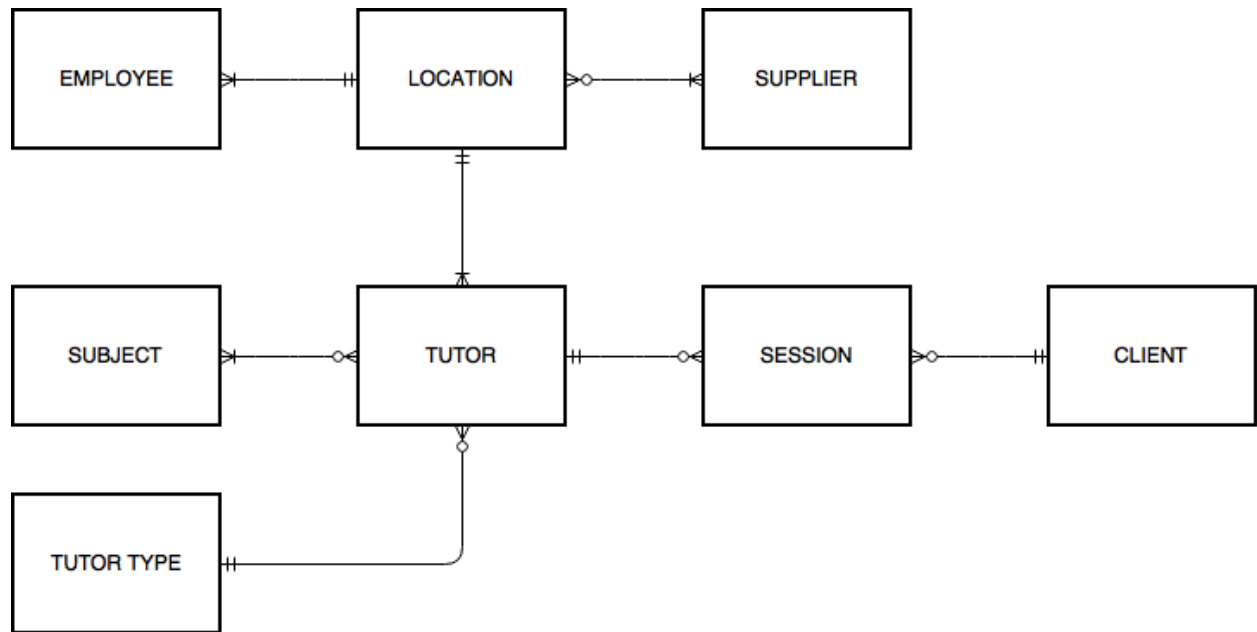 EMPLOYEE
LOCATION
SUPPLIER
SUBJECT
TUTOR
SESSION
CLIENT
TUTOR TYPE